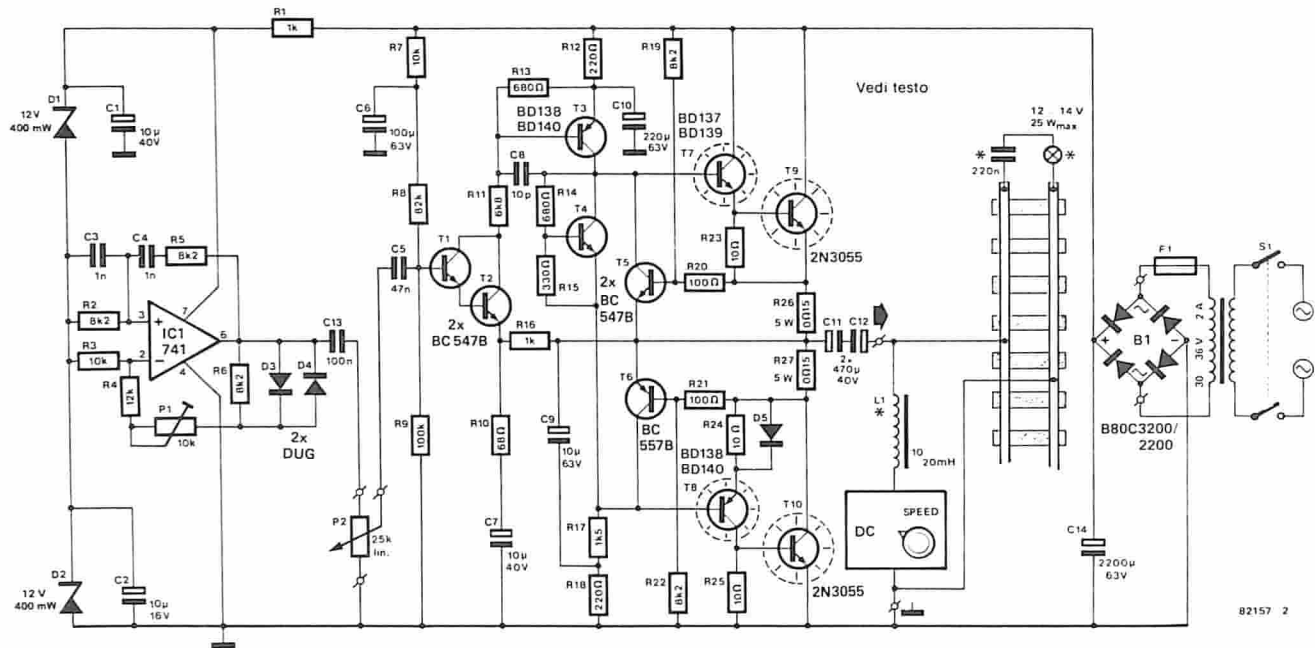 R1
1k
D1
12V
400 mW
C1
10µ
40V
R7
10k
C6
100µ
63V
R8
82k
R13
680Ω
R12
220Ω
R19
8k2
BD138
BD140
T3
C10
220µ
63V
C8
10p
R14
680Ω
R11
6k8
T4
R15
330Ω
T1
T2
2x
BC547B
C5
47n
T5
2x
BC
547B
BD137
BD139
T7
T9
R23
10Ω
R20
100Ω
2N3055
R26
0Ω15
5 W
R27
0Ω15
5 W
C11
C12
2x
470µ
40V
Vedi testo
12 ... 14 V
25 Wmax
*
220n
*
C3
1n
C4
1n
R5
8k2
R2
8k2
R3
10k
R4
12k
P1
10k
3
+
2
−
7
IC1
741
6
4
R6
8k2
D3
D4
2x
DUG
C13
100n
P2
25k
lin.
R9
100k
R10
68Ω
C7
10µ
40V
R16
1k
C9
10µ
63V
T6
BC
557B
R21
100Ω
R24
10Ω
D5
BD138
BD140
T8
T10
2N3055
R17
1k5
R18
220Ω
R22
8k2
R25
10Ω
L1
*
10 ... 20mH
DC
SPEED
F1
2 A
30 ... 36 V
S1
B1
+
−
~
~
B80C3200/
2200
C14
2200µ
63V
D2
12V
400 mW
C2
10µ
16V
82157 2